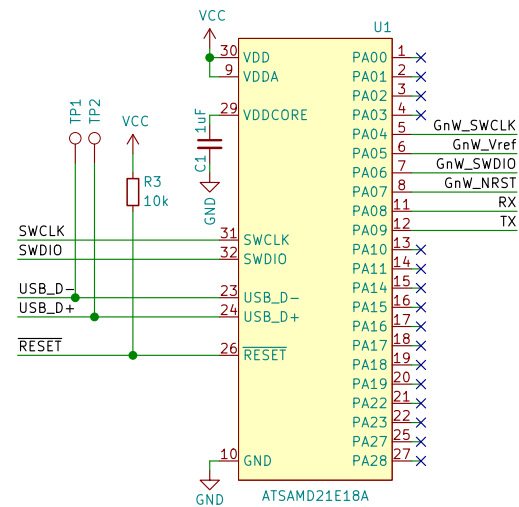 VCC
U1
30 VDD
9 VDDA
29 VDDCORE
1uF
C1
GND
TP1
TP2
VCC
R3
10k
SWCLK 31 SWCLK
SWDIO 32 SWDIO
USB_D- 23 USB_D-
USB_D+ 24 USB_D+
RESET 26 RESET
10 GND
GND
PA00 1
PA01 2
PA02 3
PA03 4
PA04 5 GnW_SWCLK
PA05 6 GnW_Vref
PA06 7 GnW_SWDIO
PA07 8 GnW_NRST
PA08 11 RX
PA09 12 TX
PA10 13
PA11 14
PA14 15
PA15 16
PA16 17
PA17 18
PA18 19
PA19 20
PA22 21
PA23 22
PA27 25
PA28 27
ATSAMD21E18A